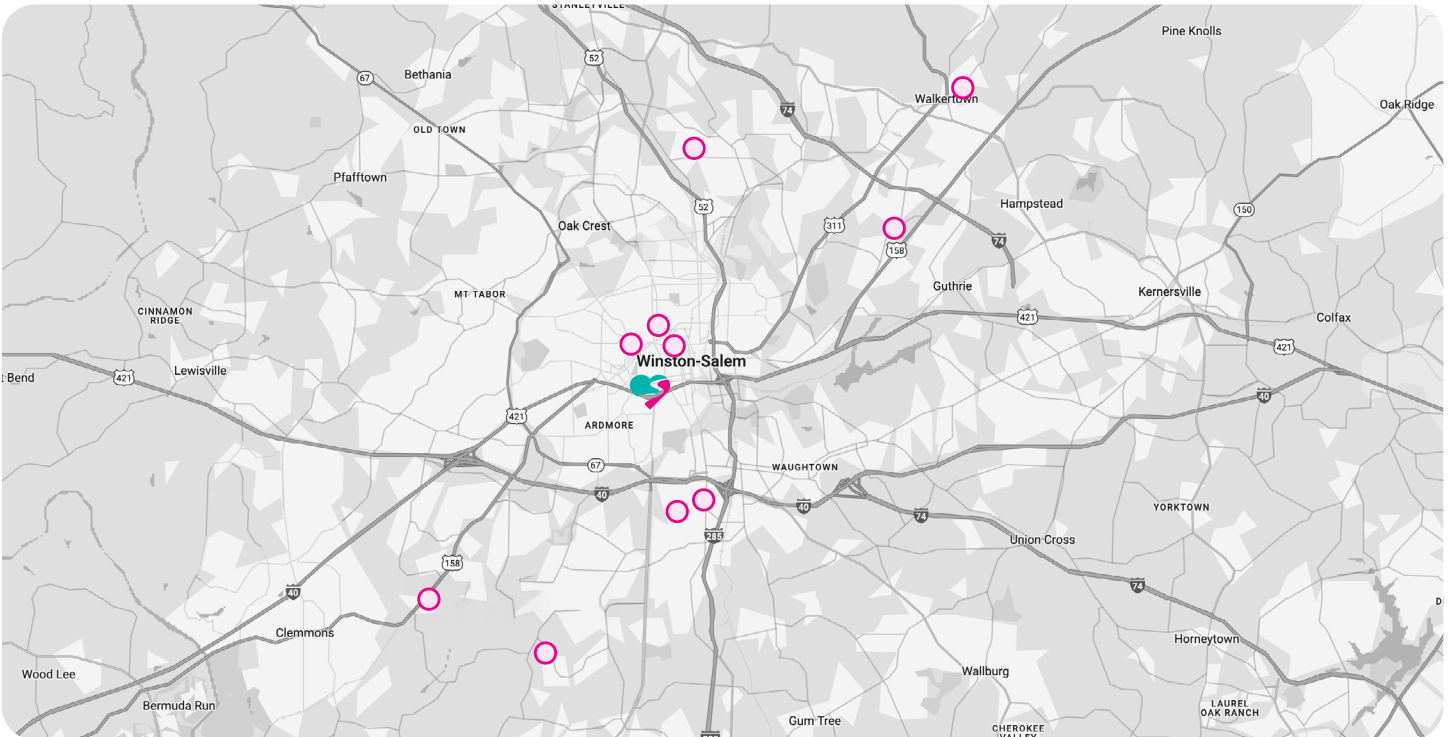 STANLEYVILLE
Pine Knolls
52
67
Bethania
Walkertown
74
Oak Ridge
OLD TOWN
Pfafftown
52
Hampstead
150
Oak Crest
311
74
158
Guthrie
Kernersville
MT TABOR
CINNAMON
RIDGE
421
Colfax
421
Winston-Salem
Lewisville
t Bend
421
40
421
ARDMORE
67
WAUGHTOWN
40
40
74
YORKTOWN
285
Union Cross
158
74
40
Clemmons
Horneytown
Wood Lee
Wallburg
Bermuda Run
LAUREL
OAK RANCH
Gum Tree
CHEROKEE
VALLEY